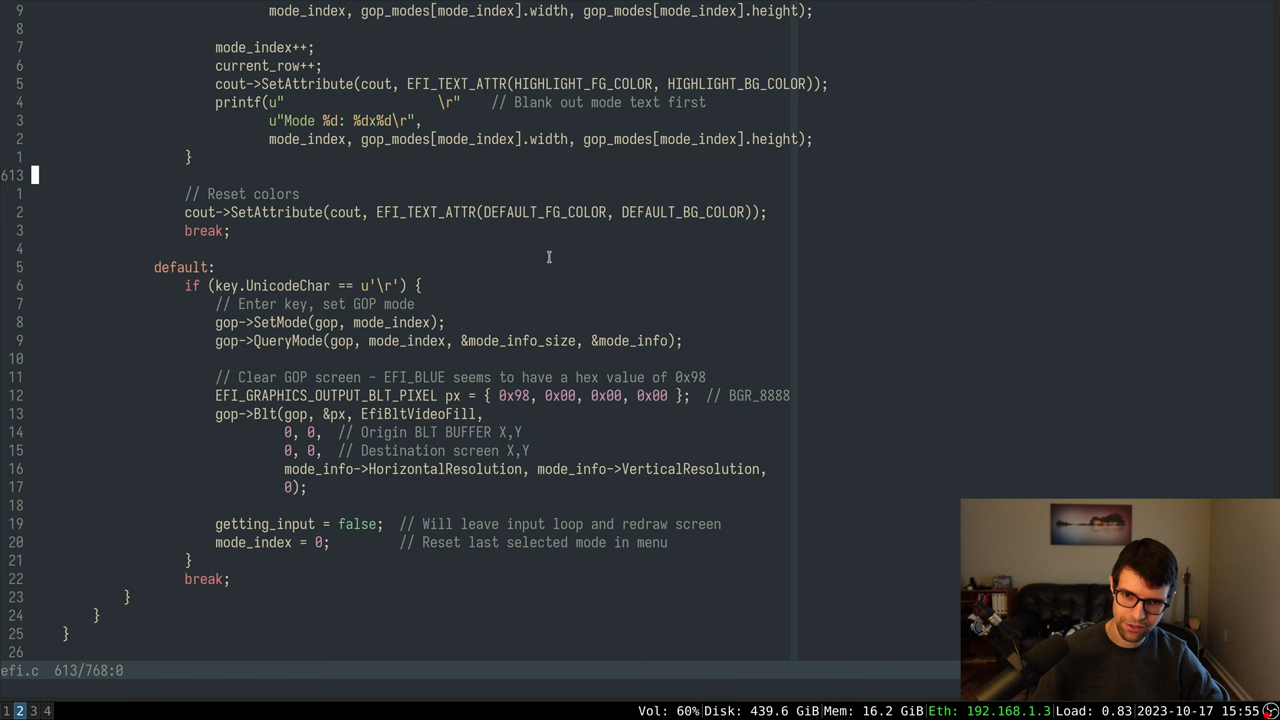 9 mode_index, gop_modes[mode_index].width, gop_modes[mode_index].height);
8
7 mode_index++;
6 current_row++;
5 cout->SetAttribute(cout, EFI_TEXT_ATTR(HIGHLIGHT_FG_COLOR, HIGHLIGHT_BG_COLOR));
4 printf(u"                    \r"    // Blank out mode text first
3 u"Mode %d: %dx%d\r",
2 mode_index, gop_modes[mode_index].width, gop_modes[mode_index].height);
1 }
613
1 // Reset colors
2 cout->SetAttribute(cout, EFI_TEXT_ATTR(DEFAULT_FG_COLOR, DEFAULT_BG_COLOR));
3 break;
4
5 default:
6 if (key.UnicodeChar == u'\r') {
7 // Enter key, set GOP mode
8 gop->SetMode(gop, mode_index);
9 gop->QueryMode(gop, mode_index, &mode_info_size, &mode_info);
10
11 // Clear GOP screen - EFI_BLUE seems to have a hex value of 0x98
12 EFI_GRAPHICS_OUTPUT_BLT_PIXEL px = { 0x98, 0x00, 0x00, 0x00 };  // BGR_8888
13 gop->Blt(gop, &px, EfiBltVideoFill,
14 0, 0,  // Origin BLT BUFFER X,Y
15 0, 0,  // Destination screen X,Y
16 mode_info->HorizontalResolution, mode_info->VerticalResolution,
17 0);
18
19 getting_input = false;  // Will leave input loop and redraw screen
20 mode_index = 0;         // Reset last selected mode in menu
21 }
22 break;
23 }
24 }
25 }
26
efi.c  613/768:0
1 2 3 4 Vol: 60%|Disk: 439.6 GiB|Mem: 16.2 GiB|Eth: 192.168.1.3|Load: 0.83|2023-10-17 15:55